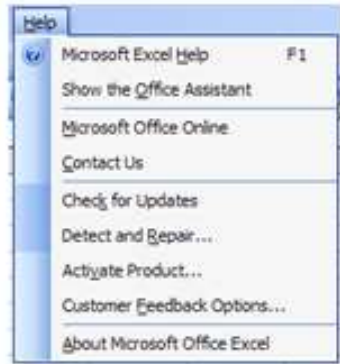 Help
Microsoft Excel Help F1
Show the Office Assistant
Microsoft Office Online
Contact Us
Check for Updates
Detect and Repair...
Activate Product...
Customer Feedback Options...
About Microsoft Office Excel